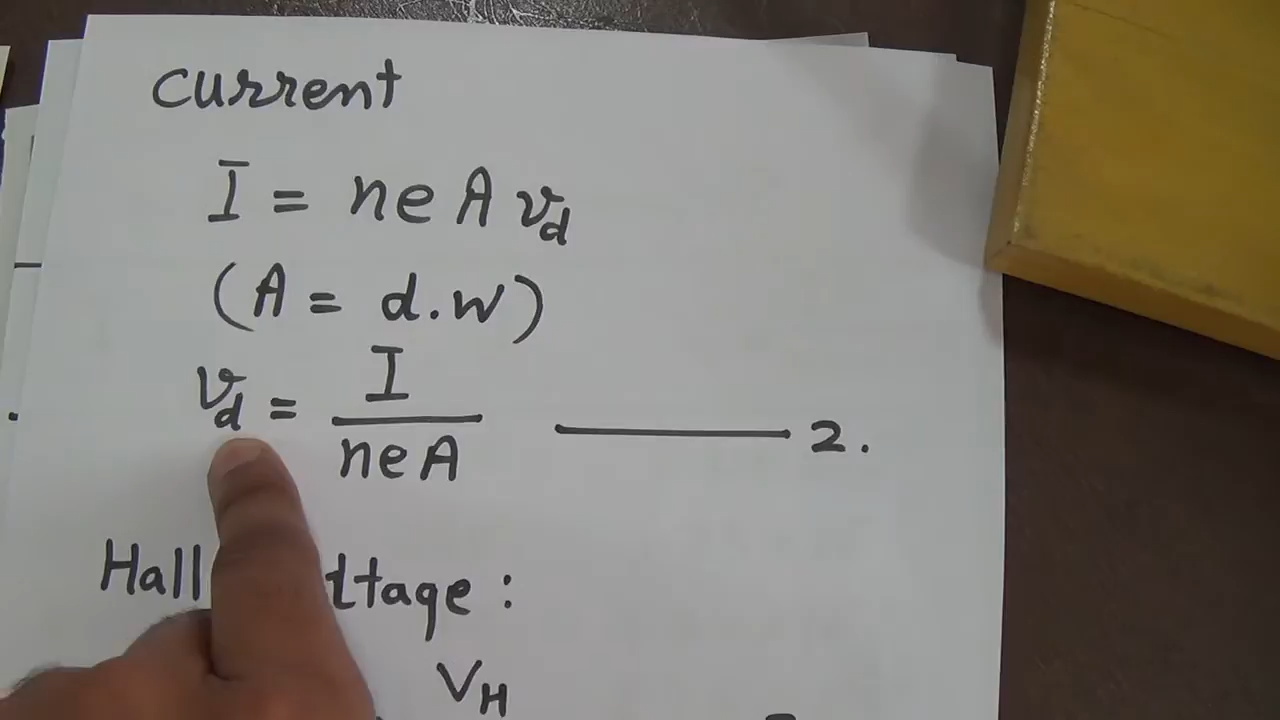 current
I = neAv_d
(A = d.w)
v_d = I / neA ——— 2.
Hall :
V_H